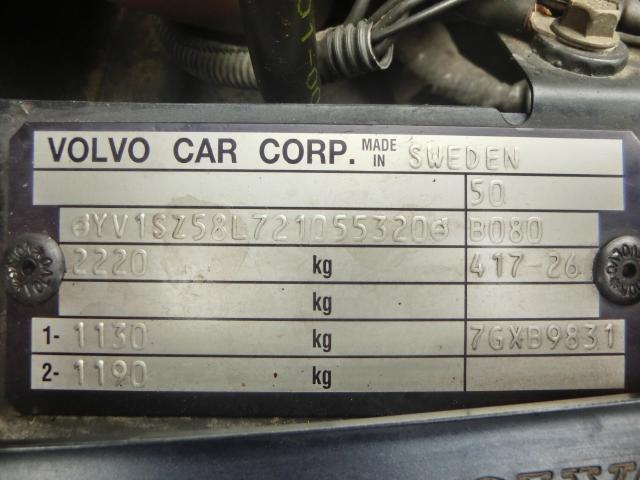 VOLVO CAR CORP. MADE IN SWEDEN
50
YV1SZ58L721055320 B080
2220 kg 417-26
kg
1- 1130 kg 7GXB9831
2- 1190 kg